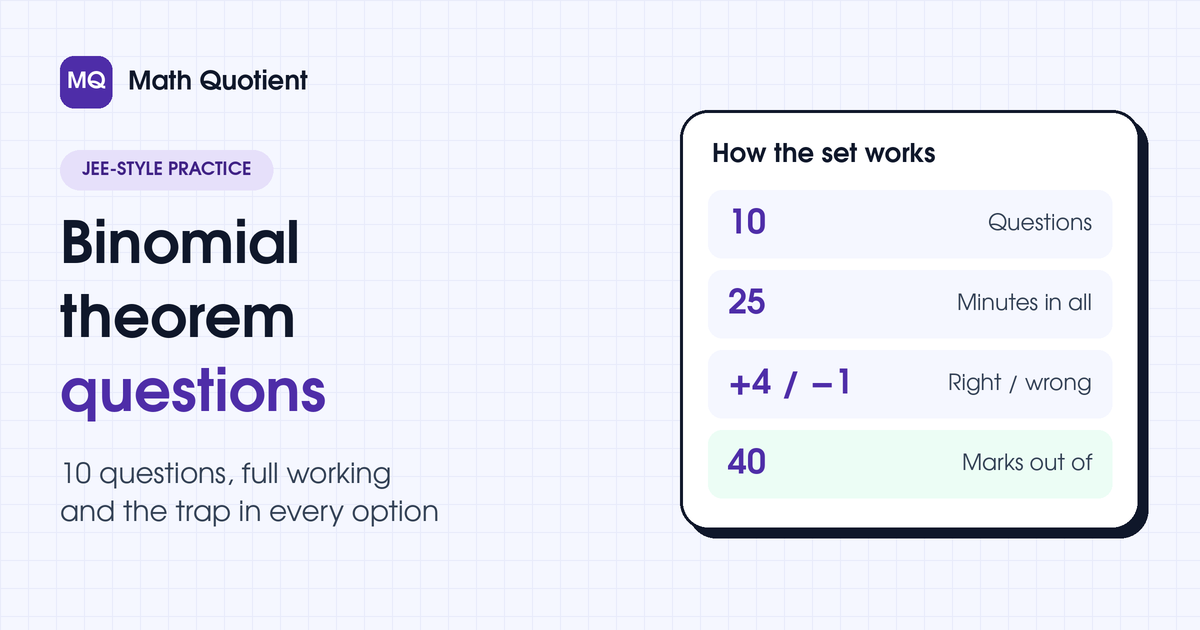 MQ Math Quotient
JEE-STYLE PRACTICE
Binomial
theorem
questions
10 questions, full working
and the trap in every option
How the set works
10 Questions
25 Minutes in all
+4 / −1 Right / wrong
40 Marks out of